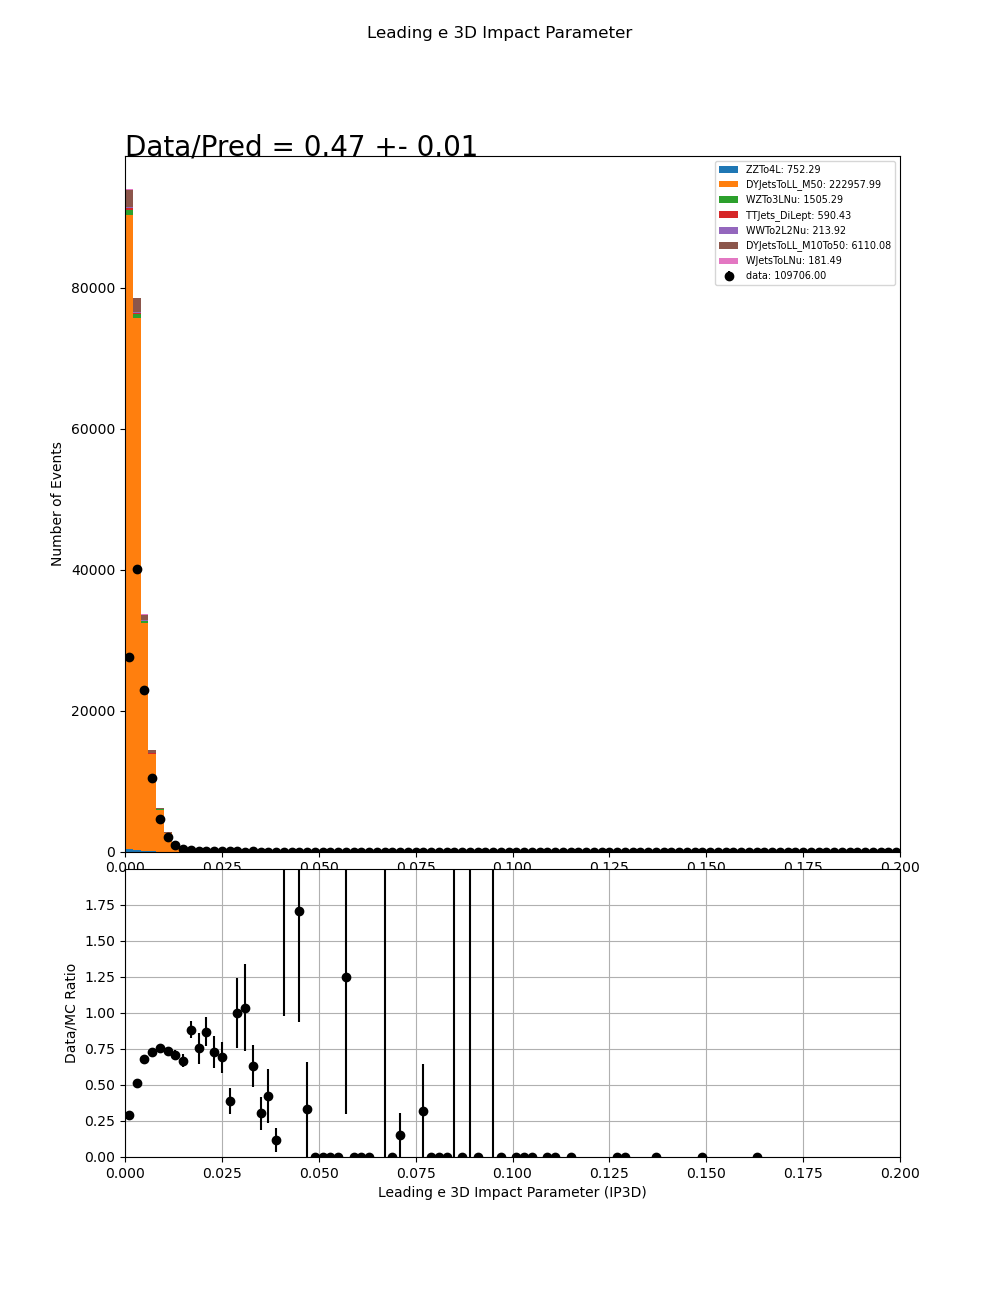 Leading e 3D Impact Parameter
Data/Pred = 0.47 +- 0.01
ZZTo4L: 752.29
DYJetsToLL_M50: 222957.99
WZTo3LNu: 1505.29
TTJets_DiLept: 590.43
WWTo2L2Nu: 213.92
DYJetsToLL_M10To50: 6110.08
WJetsToLNu: 181.49
data: 109706.00
Number of Events
80000
60000
40000
20000
0
0.000 0.025 0.050 0.075 0.100 0.125 0.150 0.175 0.200
Data/MC Ratio
1.75
1.50
1.25
1.00
0.75
0.50
0.25
0.00
0.000 0.025 0.050 0.075 0.100 0.125 0.150 0.175 0.200
Leading e 3D Impact Parameter (IP3D)